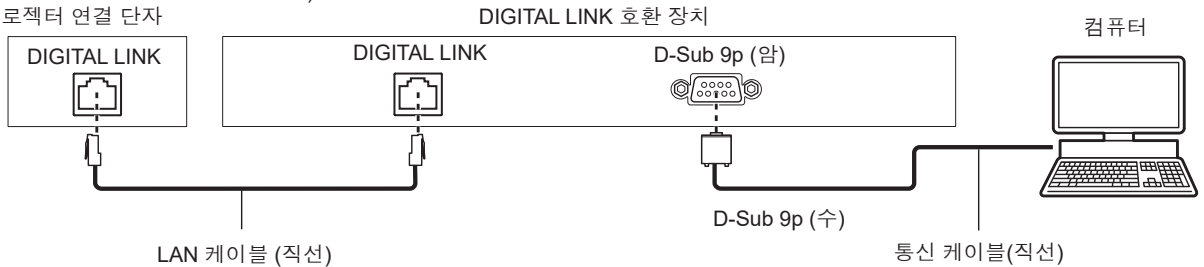 로젝터 연결 단자
DIGITAL LINK 호환 장치
컴퓨터
DIGITAL LINK
DIGITAL LINK
D-Sub 9p (암)
D-Sub 9p (수)
LAN 케이블 (직선)
통신 케이블(직선)